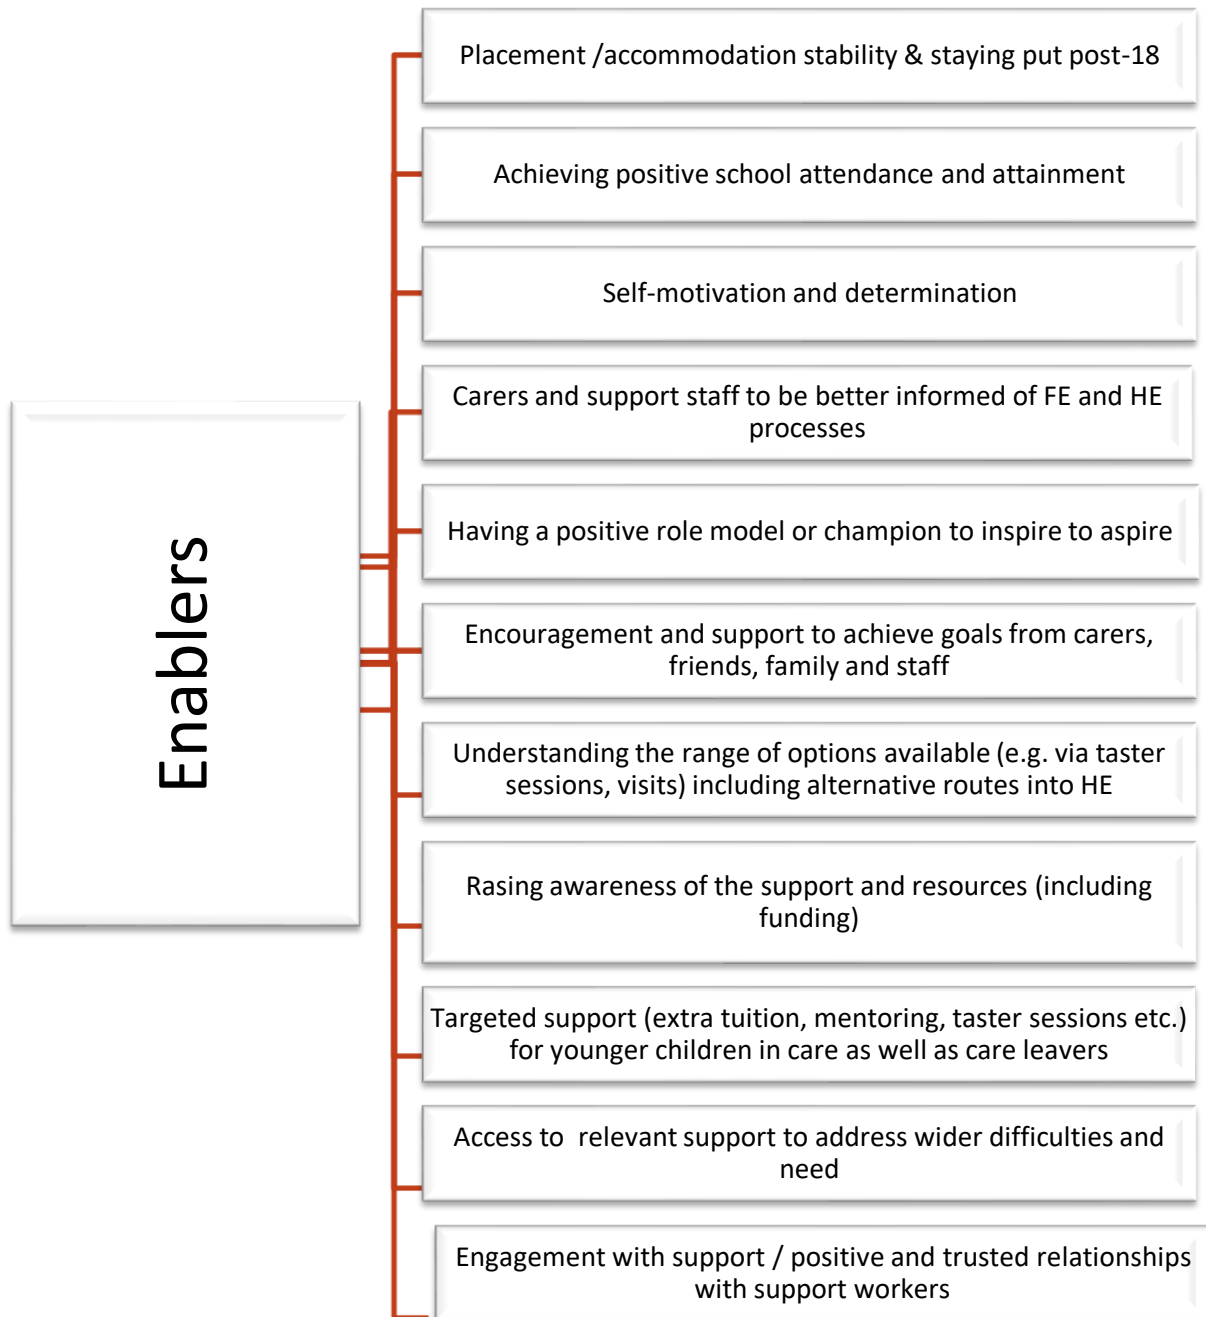 Enablers
Placement /accommodation stability & staying put post-18
Achieving positive school attendance and attainment
Self-motivation and determination
Carers and support staff to be better informed of FE and HE
processes
Having a positive role model or champion to inspire to aspire
Encouragement and support to achieve goals from carers,
friends, family and staff
Understanding the range of options available (e.g. via taster
sessions, visits) including alternative routes into HE
Rasing awareness of the support and resources (including
funding)
Targeted support (extra tuition, mentoring, taster sessions etc.)
for younger children in care as well as care leavers
Access to  relevant support to address wider difficulties and
need
Engagement with support / positive and trusted relationships
with support workers